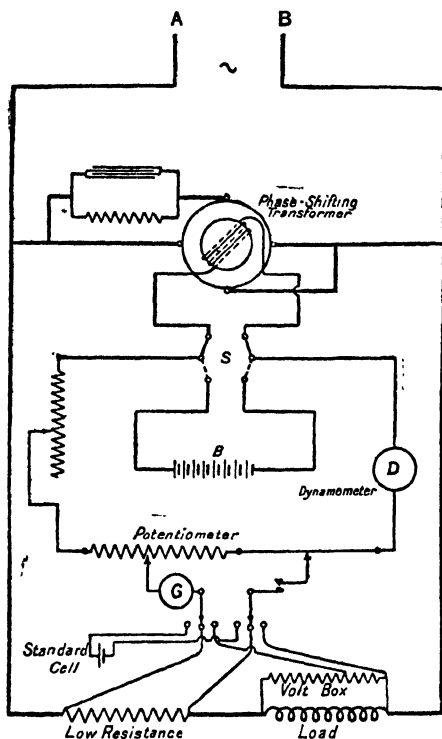 A B
~
Phase-Shifting
Transformer
S
B
D
Dynamometer
Potentiometer
G
Standard
Cell
Volt Box
Low Resistance
Load